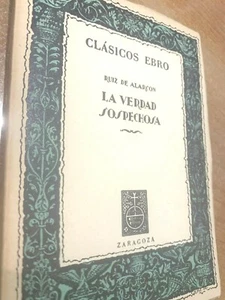 CLÁSICOS EBRO
RUIZ DE ALARCÓN
LA VERDAD
SOSPECHOSA
ZARAGOZA